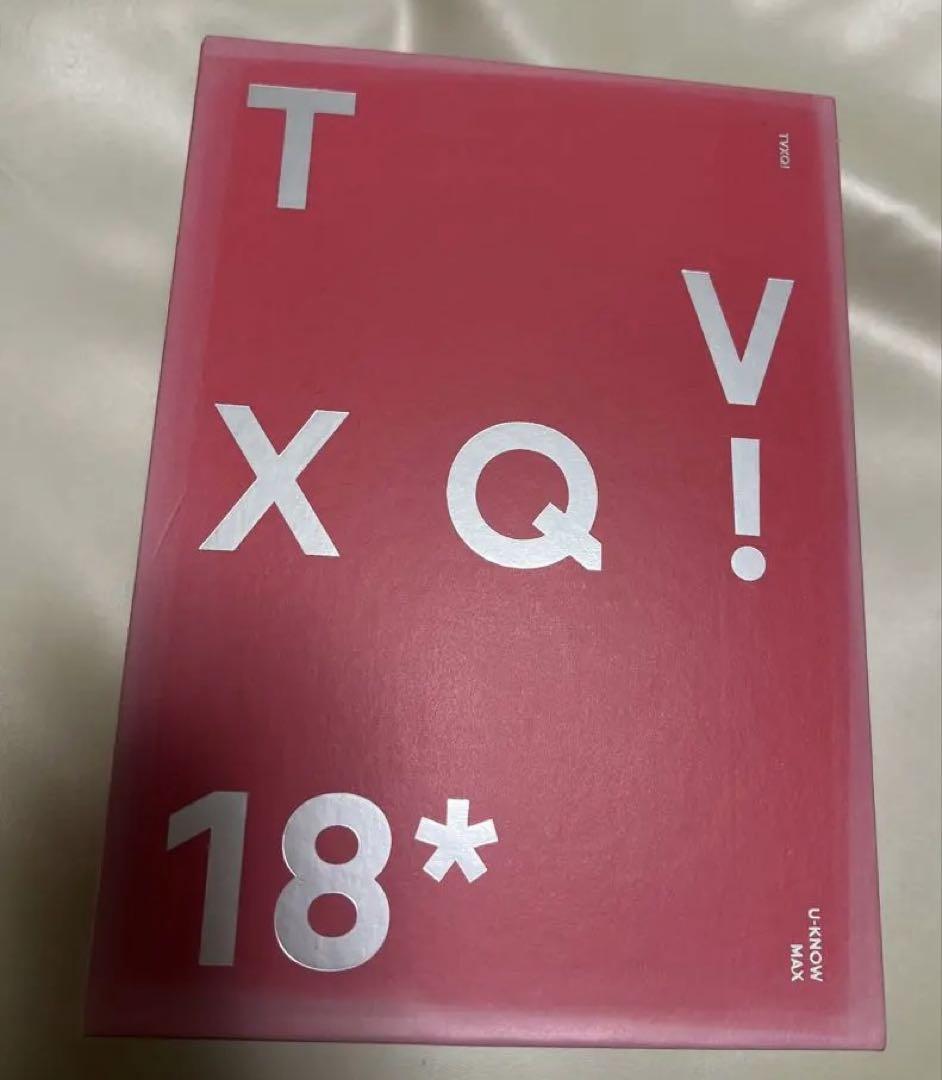 T
TVXQ!
V
X Q !
18*
U-KNOW
MAX